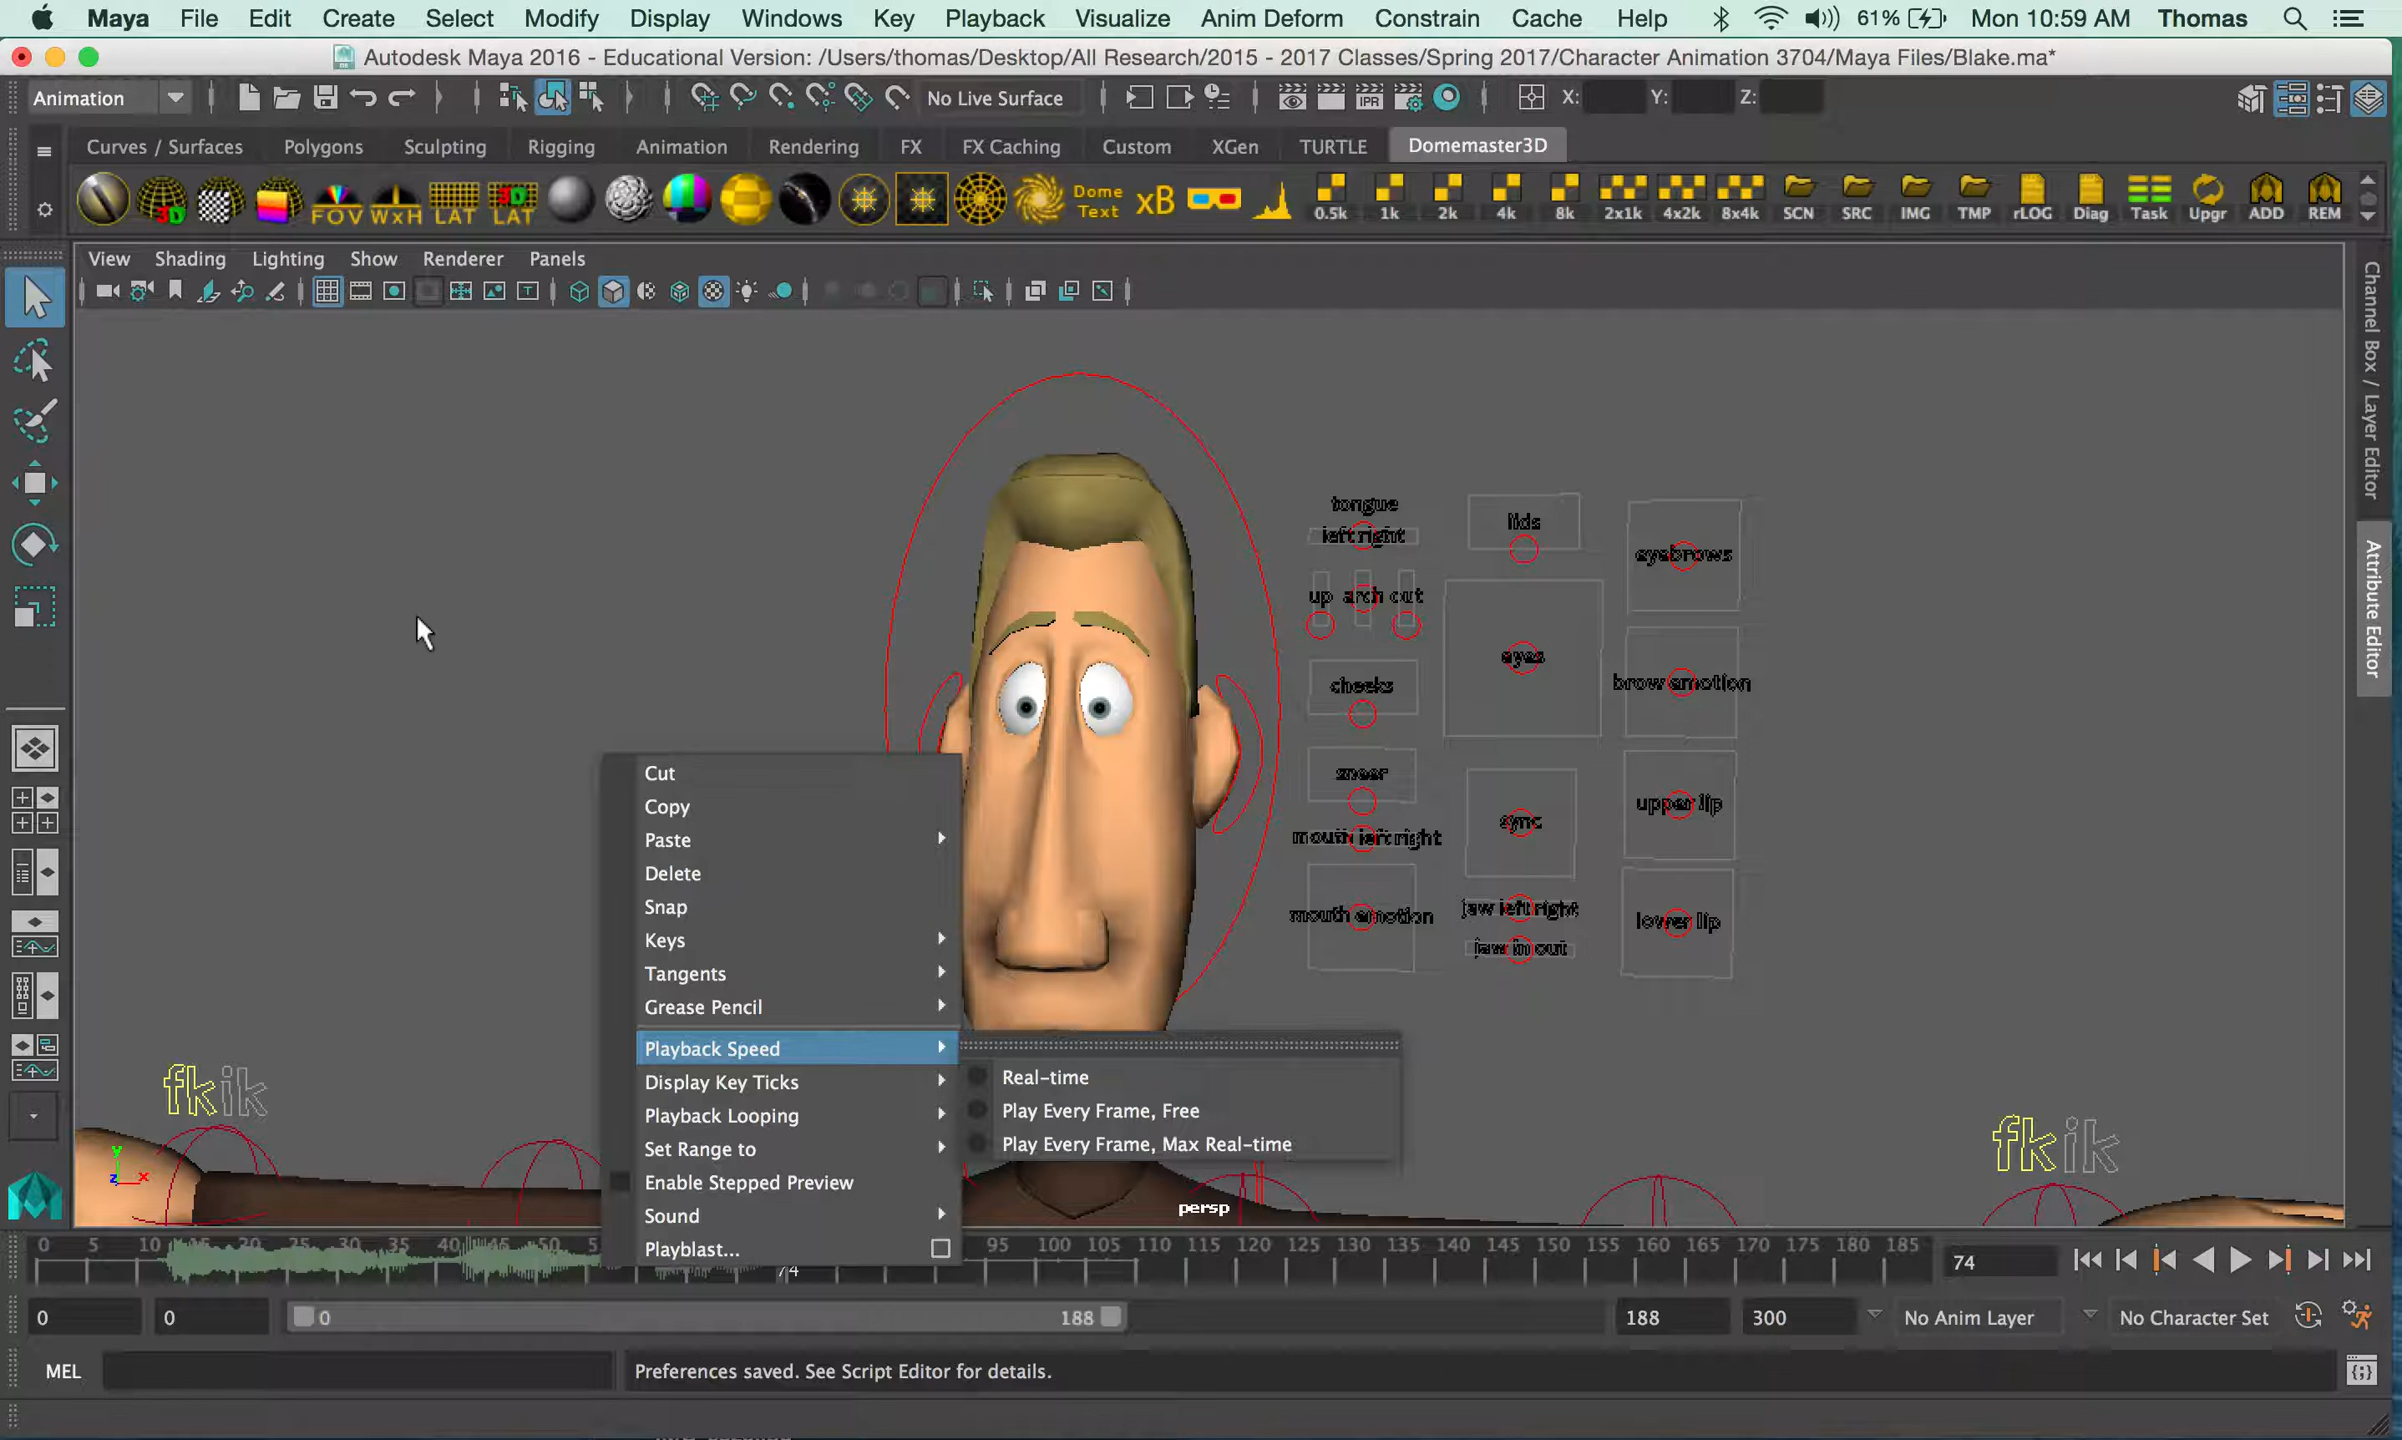 Maya File Edit Create Select Modify Display Windows Key Playback Visualize Anim Deform Constrain Cache Help 61% Mon 10:59 AM Thomas
Autodesk Maya 2016 - Educational Version: /Users/thomas/Desktop/All Research/2015 - 2017 Classes/Spring 2017/Character Animation 3704/Maya Files/Blake.ma*
Animation No Live Surface IPR X: Y: Z:
Curves / Surfaces Polygons Sculpting Rigging Animation Rendering FX FX Caching Custom XGen TURTLE Domemaster3D
3D FOV WxH LAT 3D LAT Dome Text xB 0.5k 1k 2k 4k 8k 2x1k 4x2k 8x4k SCN SRC IMG TMP rLOG Diag Task Upgr ADD REM
View Shading Lighting Show Renderer Panels
Channel Box / Layer Editor
Attribute Editor
tongue
left right
up arch out
cheeks
sneer
mouth left right
mouth emotion
lids
eyes
sync
jaw left right
jaw in out
eyebrows
brow emotion
upper lip
lower lip
Cut
Copy
Paste
Delete
Snap
Keys
Tangents
Grease Pencil
Playback Speed
Display Key Ticks
Playback Looping
Set Range to
Enable Stepped Preview
Sound
Playblast...
Real-time
Play Every Frame, Free
Play Every Frame, Max Real-time
fkik
fkik
y
z x
persp
0 5 10 15 20 25 30 35 40 45 50 95 100 105 110 115 120 125 130 135 140 145 150 155 160 165 170 175 180 185 74
74
0 0 0 188 188 300 No Anim Layer No Character Set
MEL Preferences saved. See Script Editor for details.